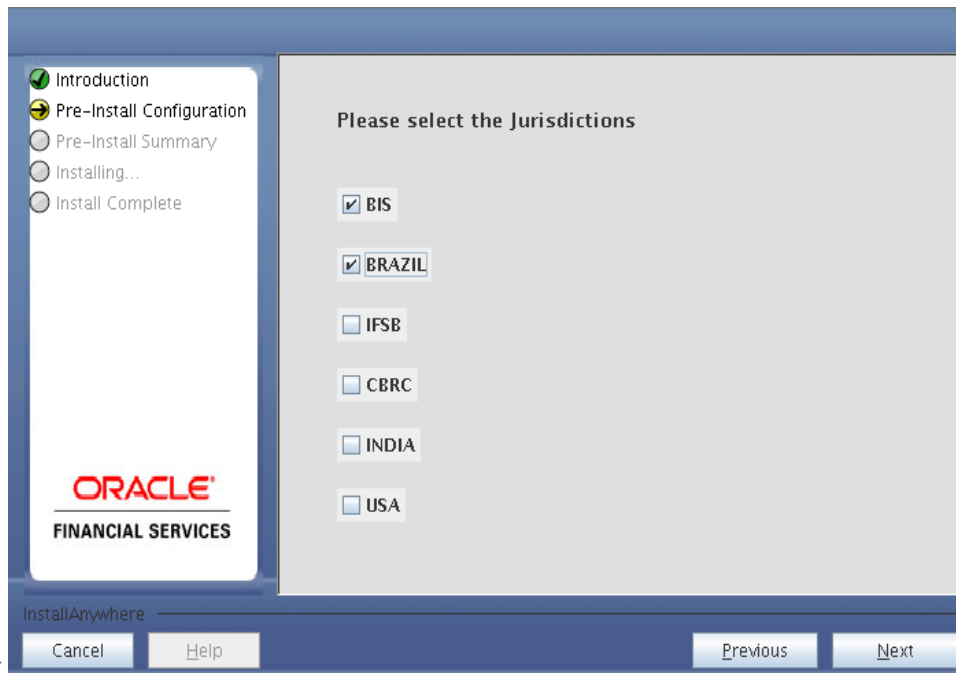 Introduction
Pre-Install Configuration
Pre-Install Summary
Installing...
Install Complete
ORACLE'
FINANCIAL SERVICES
Please select the Jurisdictions
BIS
BRAZIL
IFSB
CBRC
INDIA
USA
InstallAnywhere
Cancel
Help
Previous
Next